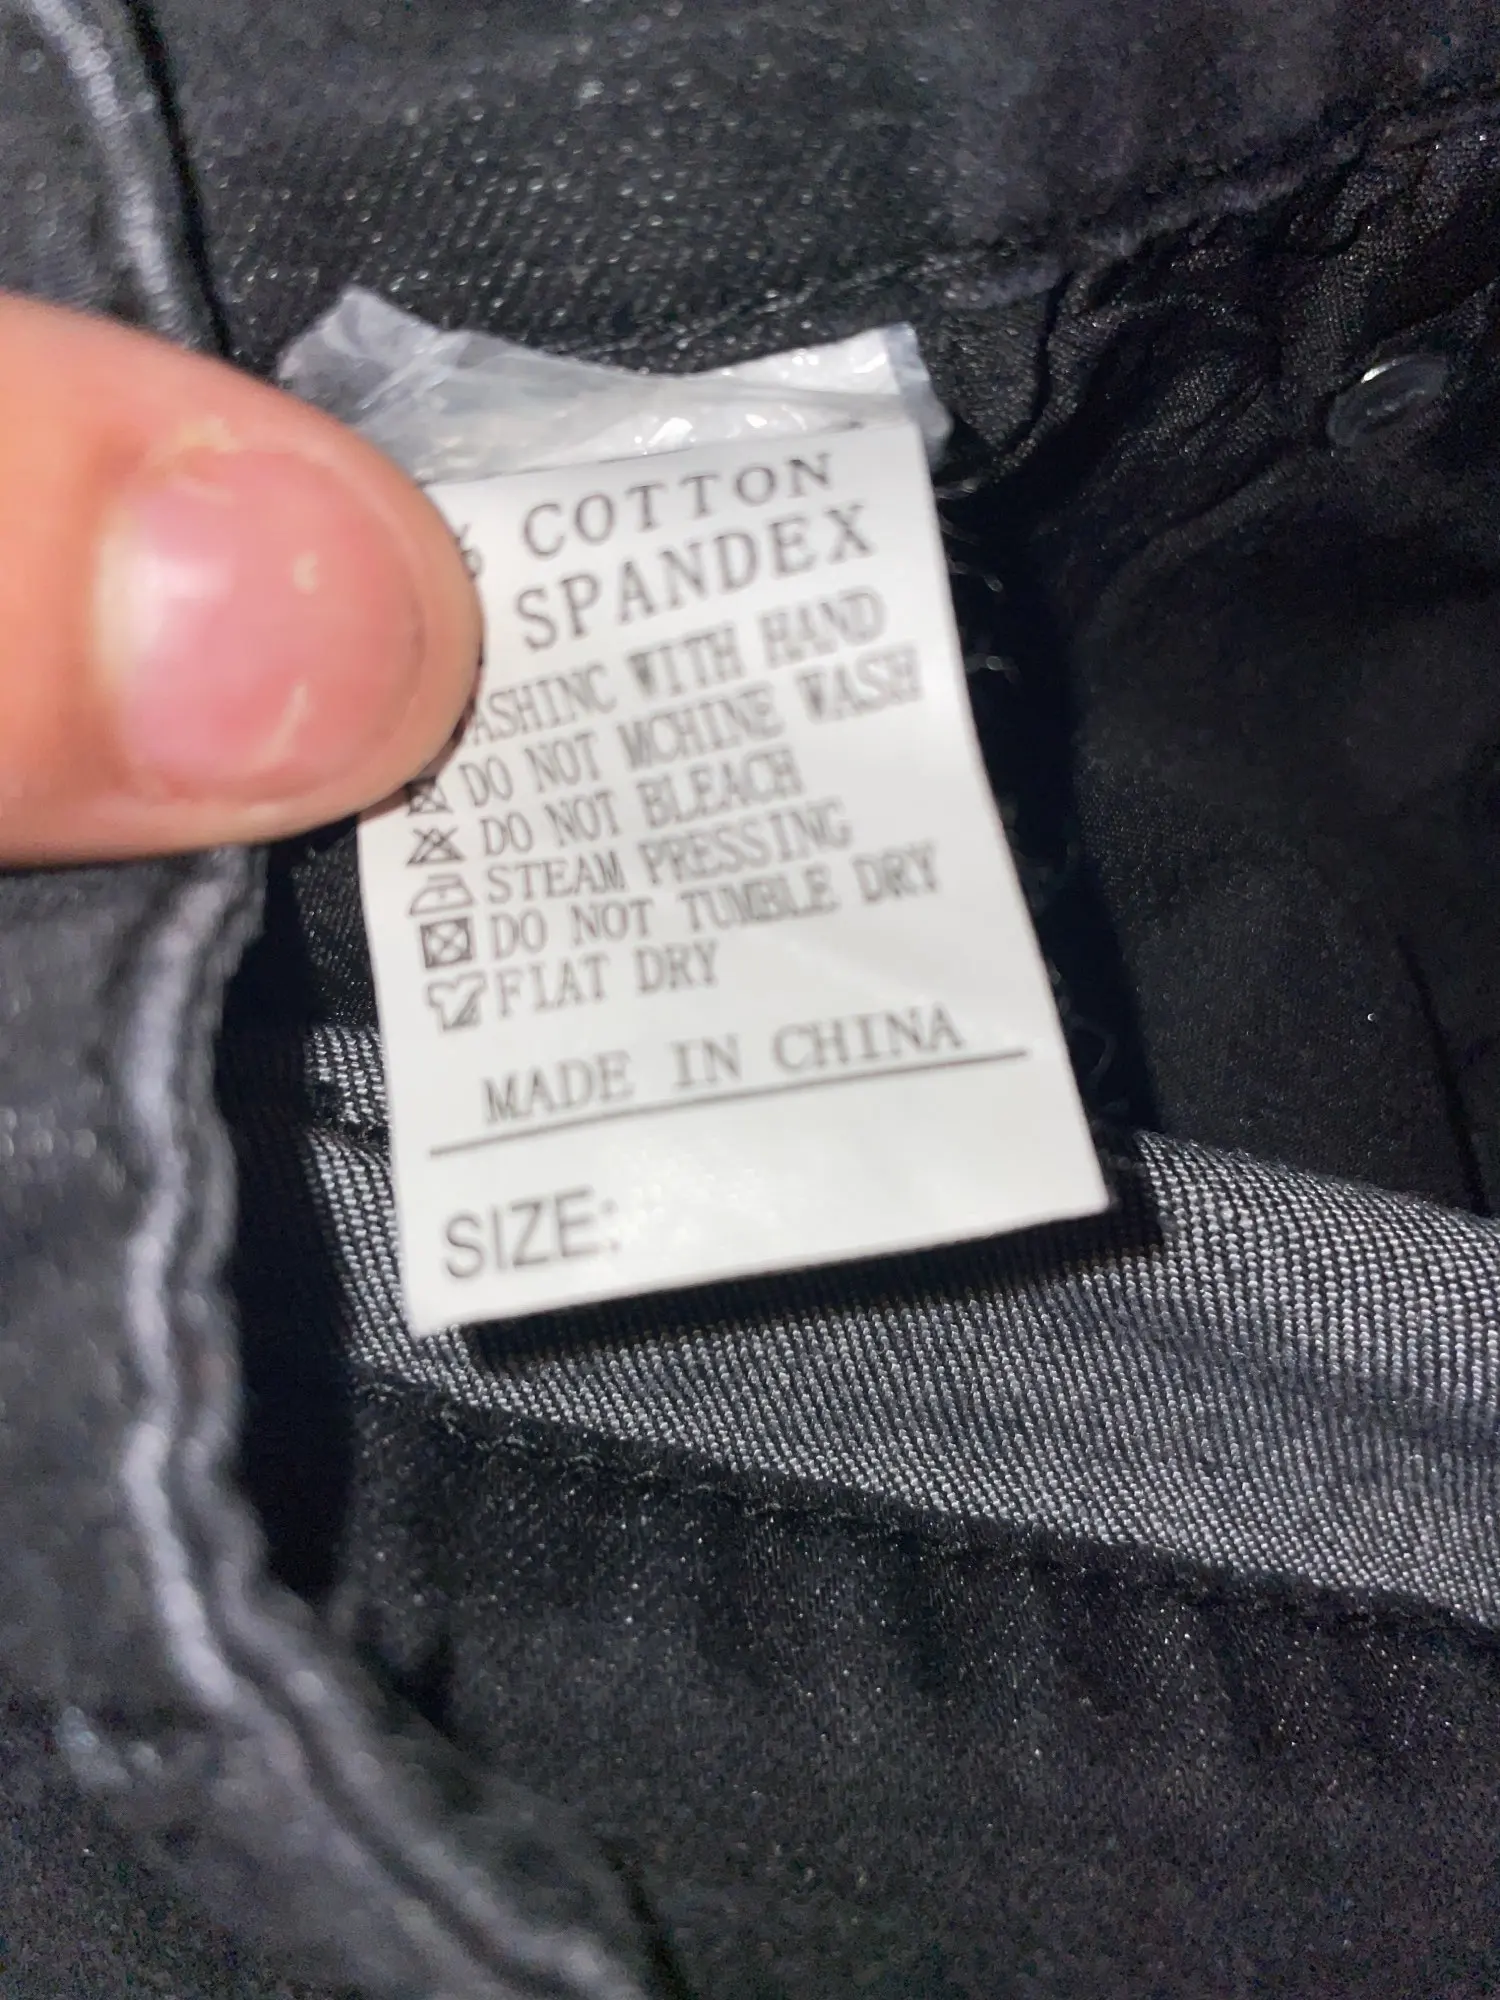 % COTTON
SPANDEX
ASHINC WITH HAND
DO NOT MCHINE WASH
DO NOT BLEACH
STEAM PRESSING
DO NOT TUMBLE DRY
FLAT DRY
MADE IN CHINA
SIZE: